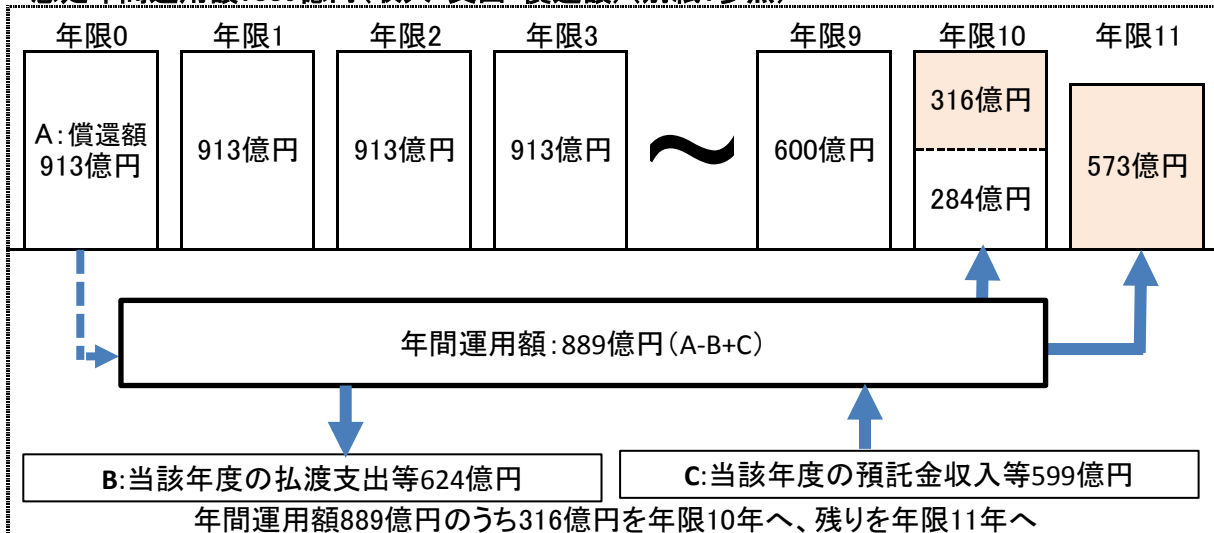 年限0 年限1 年限2 年限3 年限9 年限10 年限11
A:償還額
913億円
913億円
913億円
913億円
～
600億円
316億円
284億円
573億円
年間運用額:889億円(A-B+C)
B:当該年度の払渡支出等624億円
C:当該年度の預託金収入等599億円
年間運用額889億円のうち316億円を年限10年へ、残りを年限11年へ